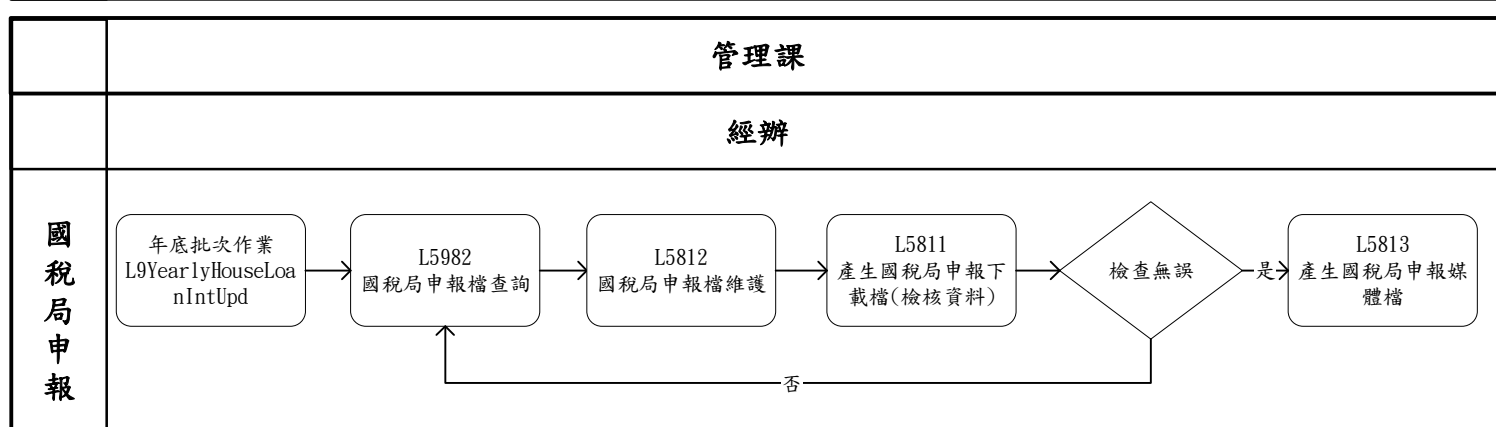 管理課
經辦
國
稅
局
申
報
年底批次作業
L9YearlyHouseLoa
nIntUpd
L5982
國稅局申報檔查詢
L5812
國稅局申報檔維護
L5811
產生國稅局申報下
載檔(檢核資料)
檢查無誤
是
L5813
產生國稅局申報媒
體檔
否